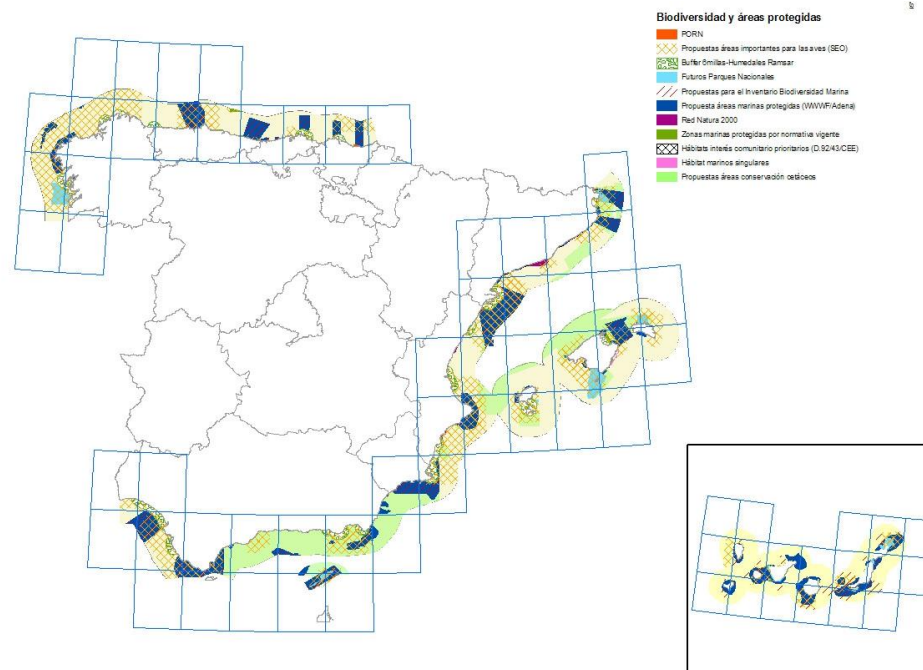 Biodiversidad y áreas protegidas
PORN
Propuestas áreas importantes para las aves (SEO)
Buffer 6millas-Humedales Ramsar
Futuros Parques Nacionales
Propuestas para el Inventario Biodiversidad Marina
Propuesta áreas marinas protegidas (WWWF/Adena)
Red Natura 2000
Zonas marinas protegidas por normativa vigente
Hábitats interés comunitario prioritarios (D.92/43/CEE)
Hábitat marinos singulares
Propuestas áreas conservación cetáceos